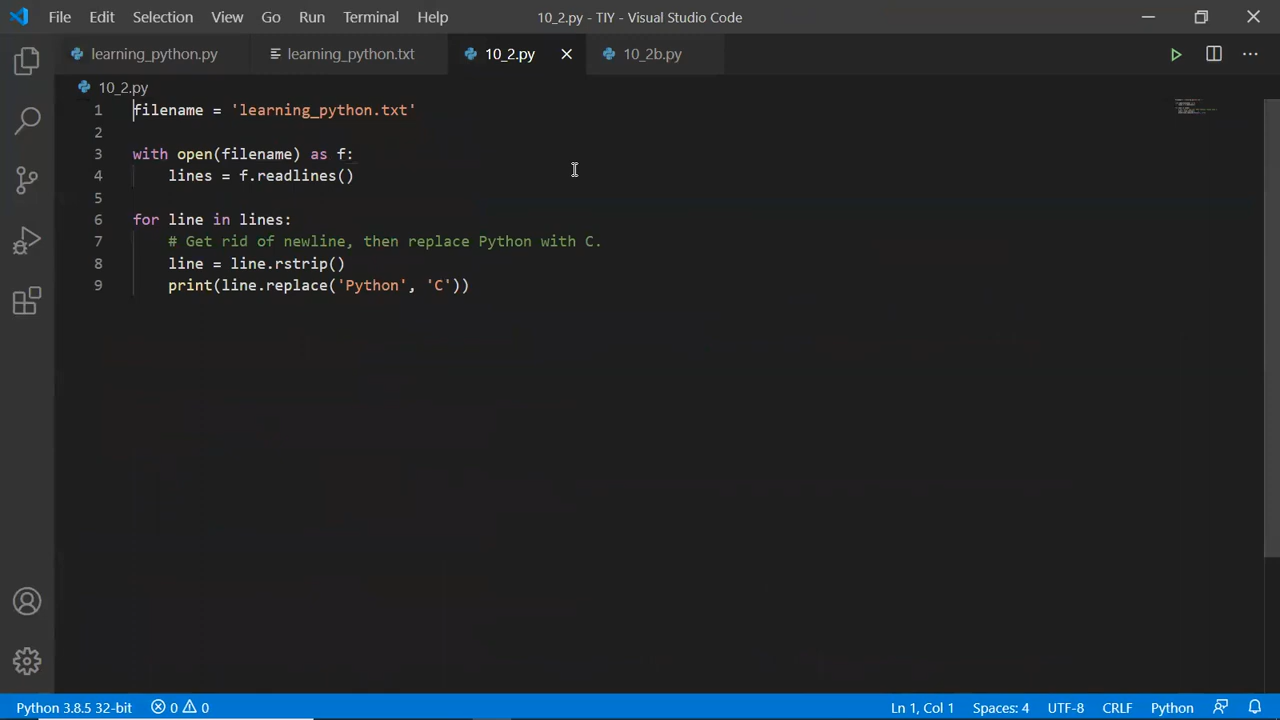 File Edit Selection View Go Run Terminal Help 10_2.py - TIY - Visual Studio Code
learning_python.py learning_python.txt 10_2.py 10_2b.py
10_2.py
1 filename = 'learning_python.txt'
2
3 with open(filename) as f:
4     lines = f.readlines()
5
6 for line in lines:
7     # Get rid of newline, then replace Python with C.
8     line = line.rstrip()
9     print(line.replace('Python', 'C'))
Python 3.8.5 32-bit 0 0 Ln 1, Col 1 Spaces: 4 UTF-8 CRLF Python